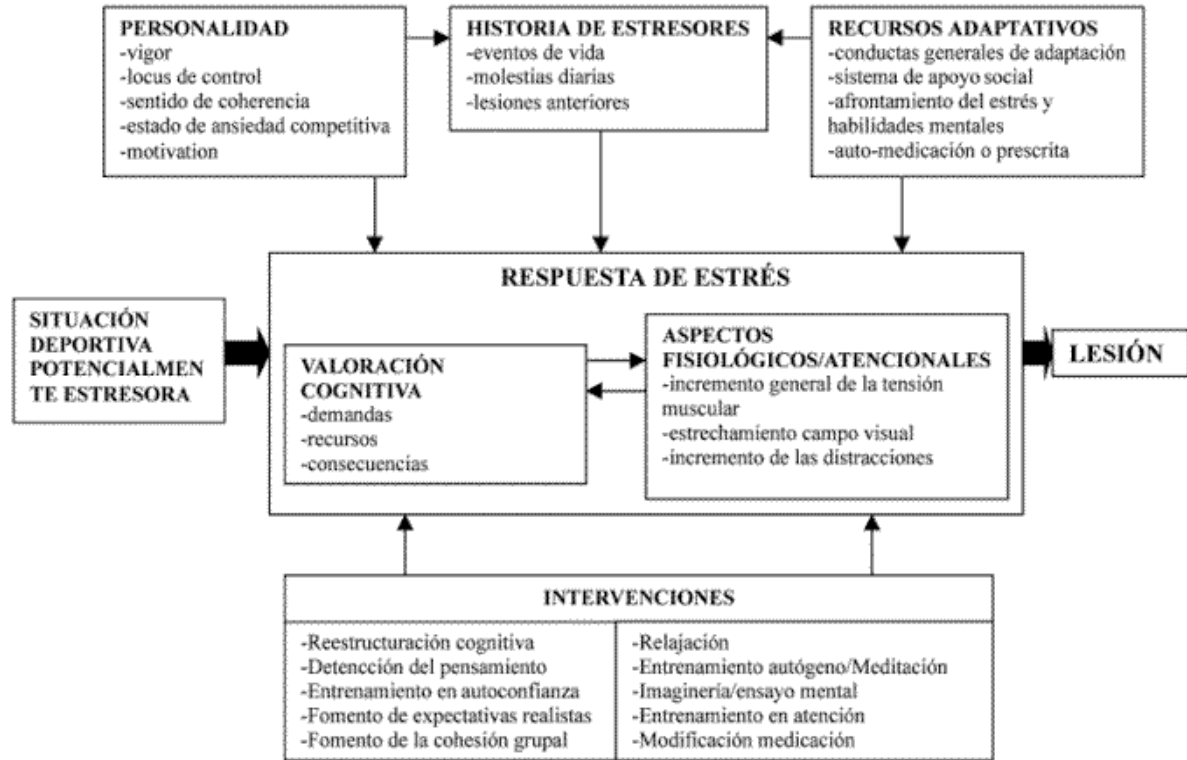 PERSONALIDAD
-vigor
-locus de control
-sentido de coherencia
-estado de ansiedad competitiva
-motivation
HISTORIA DE ESTRESORES
-eventos de vida
-molestias diarias
-lesiones anteriores
RECURSOS ADAPTATIVOS
-conductas generales de adaptación
-sistema de apoyo social
-afrontamiento del estrés y
habilidades mentales
-auto-medicación o prescrita
SITUACIÓN
DEPORTIVA
POTENCIALMEN
TE ESTRESORA
RESPUESTA DE ESTRÉS
VALORACIÓN
COGNITIVA
-demandas
-recursos
-consecuencias
ASPECTOS
FISIOLÓGICOS/ATENCIONALES
-incremento general de la tensión
muscular
-estrechamiento campo visual
-incremento de las distracciones
LESIÓN
INTERVENCIONES
-Reestructuración cognitiva
-Detencción del pensamiento
-Entrenamiento en autoconfianza
-Fomento de expectativas realistas
-Fomento de la cohesión grupal
-Relajación
-Entrenamiento autógeno/Meditación
-Imaginería/ensayo mental
-Entrenamiento en atención
-Modificación medicación